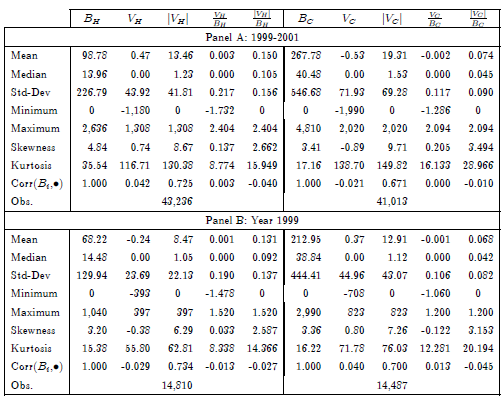 B_H V_H |V_H| V_H/B_H |V_H|/B_H B_C V_C |V_C| V_C/B_C |V_C|/B_C
Panel A: 1999-2001
Mean 98.78 0.47 13.46 0.003 0.150 267.78 -0.53 19.31 -0.002 0.074
Median 13.96 0.00 1.23 0.000 0.105 40.48 0.00 1.53 0.000 0.045
Std-Dev 226.79 43.92 41.81 0.217 0.156 546.68 71.93 69.28 0.117 0.090
Minimum 0 -1,180 0 -1.732 0 0 -1,990 0 -1.286 0
Maximum 2,636 1,308 1,308 2.404 2.404 4,810 2,020 2,020 2.094 2.094
Skewness 4.84 0.74 8.67 0.137 2.662 3.41 -0.89 9.71 0.205 3.494
Kurtosis 35.54 116.71 130.38 8.774 15.949 17.16 138.70 149.82 16.133 28.966
Corr(B_i,•) 1.000 0.042 0.725 0.003 -0.040 1.000 -0.021 0.671 0.000 -0.010
Obs. 43,236 41,013
Panel B: Year 1999
Mean 68.22 -0.24 8.47 0.001 0.131 212.95 0.37 12.91 -0.001 0.068
Median 14.48 0.00 1.05 0.000 0.092 38.84 0.00 1.12 0.000 0.042
Std-Dev 129.94 23.69 22.13 0.190 0.137 444.41 44.96 43.07 0.106 0.082
Minimum 0 -393 0 -1.478 0 0 -708 0 -1.060 0
Maximum 1,040 397 397 1.520 1.520 2,990 823 823 1.200 1.200
Skewness 3.20 -0.38 6.29 0.033 2.587 3.36 0.80 7.26 -0.122 3.153
Kurtosis 15.38 55.80 62.81 8.338 14.366 16.22 71.78 76.03 12.281 20.194
Corr(B_i,•) 1.000 -0.029 0.734 -0.013 -0.027 1.000 0.040 0.700 0.013 -0.045
Obs. 14,810 14,487